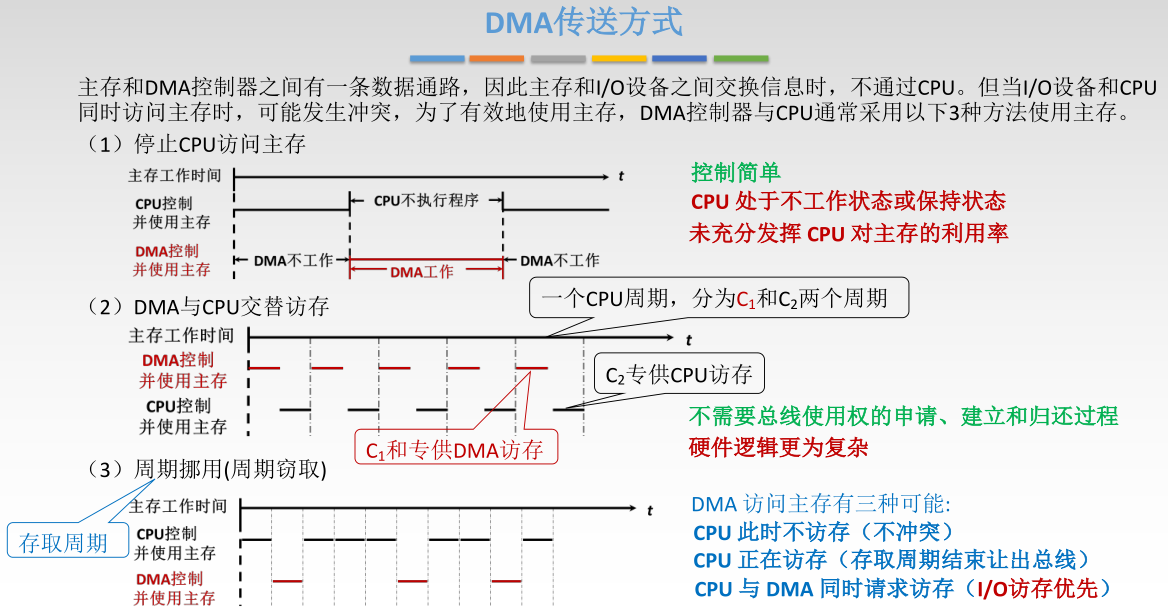 DMA传送方式
主存和DMA控制器之间有一条数据通路，因此主存和I/O设备之间交换信息时，不通过CPU。但当I/O设备和CPU
同时访问主存时，可能发生冲突，为了有效地使用主存，DMA控制器与CPU通常采用以下3种方法使用主存。
（1）停止CPU访问主存
主存工作时间
t
CPU控制
并使用主存
CPU不执行程序
DMA控制
并使用主存
DMA不工作
DMA工作
DMA不工作
控制简单
CPU 处于不工作状态或保持状态
未充分发挥 CPU 对主存的利用率
（2）DMA与CPU交替访存
一个CPU周期，分为C₁和C₂两个周期
主存工作时间
t
DMA控制
并使用主存
C₂专供CPU访存
CPU控制
并使用主存
C₁和专供DMA访存
不需要总线使用权的申请、建立和归还过程
硬件逻辑更为复杂
（3）周期挪用(周期窃取)
主存工作时间
t
存取周期
CPU控制
并使用主存
DMA控制
并使用主存
DMA 访问主存有三种可能:
CPU 此时不访存（不冲突）
CPU 正在访存（存取周期结束让出总线）
CPU 与 DMA 同时请求访存（I/O访存优先）